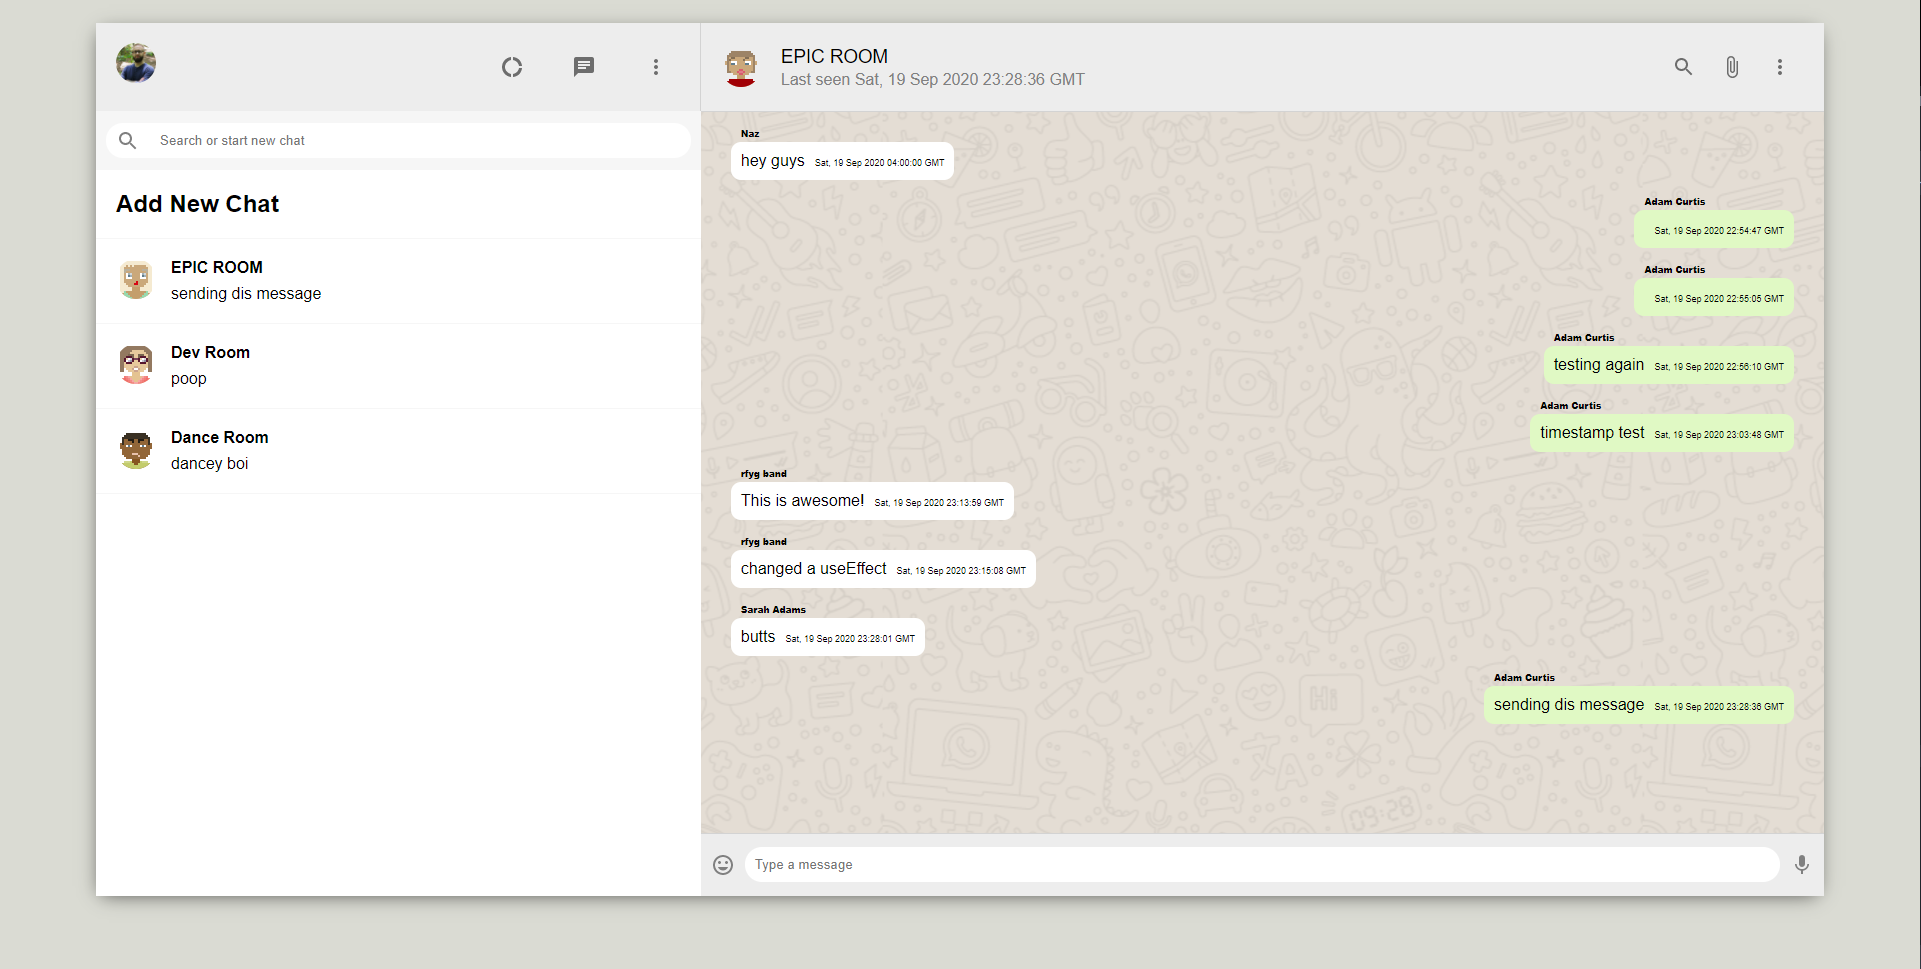 Search or start new chat
Add New Chat
EPIC ROOM
sending dis message
Dev Room
poop
Dance Room
dancey boi
EPIC ROOM
Last seen Sat, 19 Sep 2020 23:28:36 GMT
Naz
hey guys Sat, 19 Sep 2020 04:00:00 GMT
Adam Curtis
Sat, 19 Sep 2020 22:54:47 GMT
Adam Curtis
Sat, 19 Sep 2020 22:55:05 GMT
Adam Curtis
testing again Sat, 19 Sep 2020 22:56:10 GMT
Adam Curtis
timestamp test Sat, 19 Sep 2020 23:03:48 GMT
rfyg band
This is awesome! Sat, 19 Sep 2020 23:13:59 GMT
rfyg band
changed a useEffect Sat, 19 Sep 2020 23:15:08 GMT
Sarah Adams
butts Sat, 19 Sep 2020 23:28:01 GMT
Adam Curtis
sending dis message Sat, 19 Sep 2020 23:28:36 GMT
Hi
09:28
Type a message